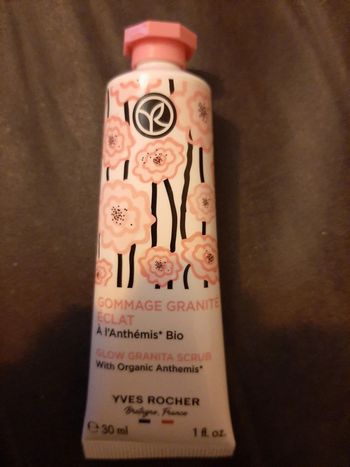 GOMMAGE GRANITÉ
ÉCLAT
À l'Anthémis* Bio
GLOW GRANITA SCRUB
With Organic Anthemis*
YVES ROCHER
Bretagne, France
e 30 ml 1 fl. oz.